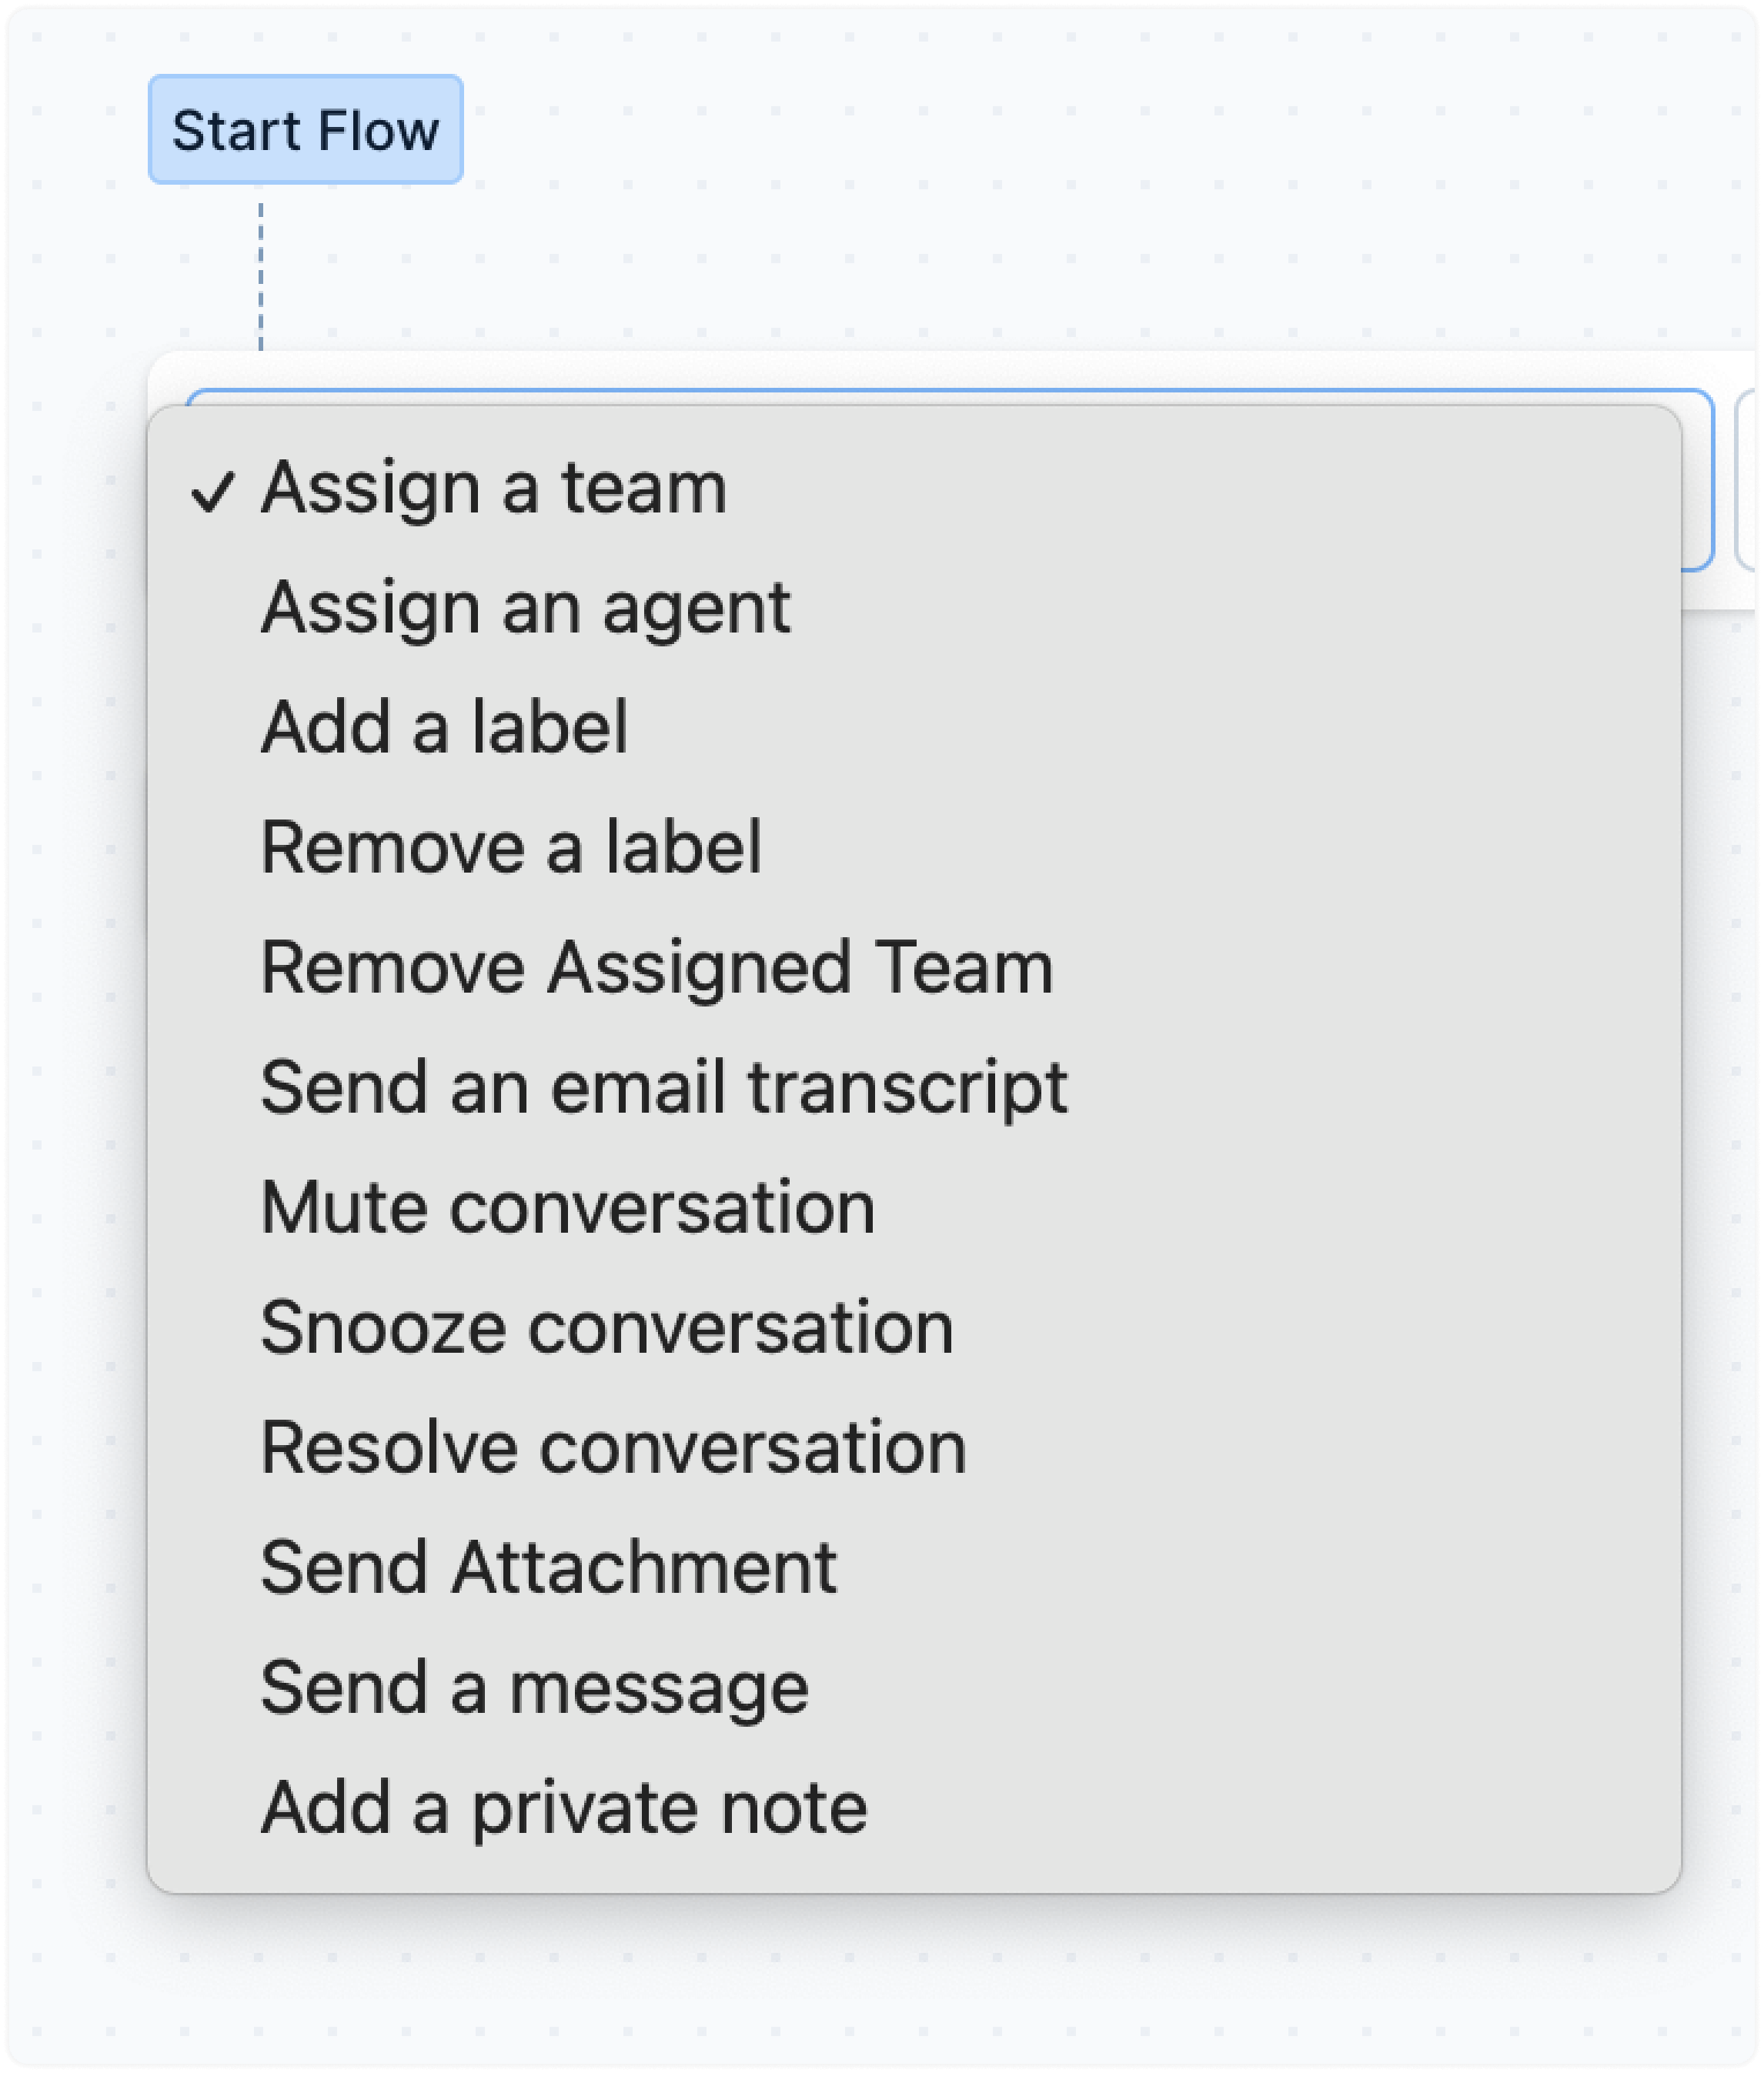 Start Flow
✓ Assign a team
Assign an agent
Add a label
Remove a label
Remove Assigned Team
Send an email transcript
Mute conversation
Snooze conversation
Resolve conversation
Send Attachment
Send a message
Add a private note